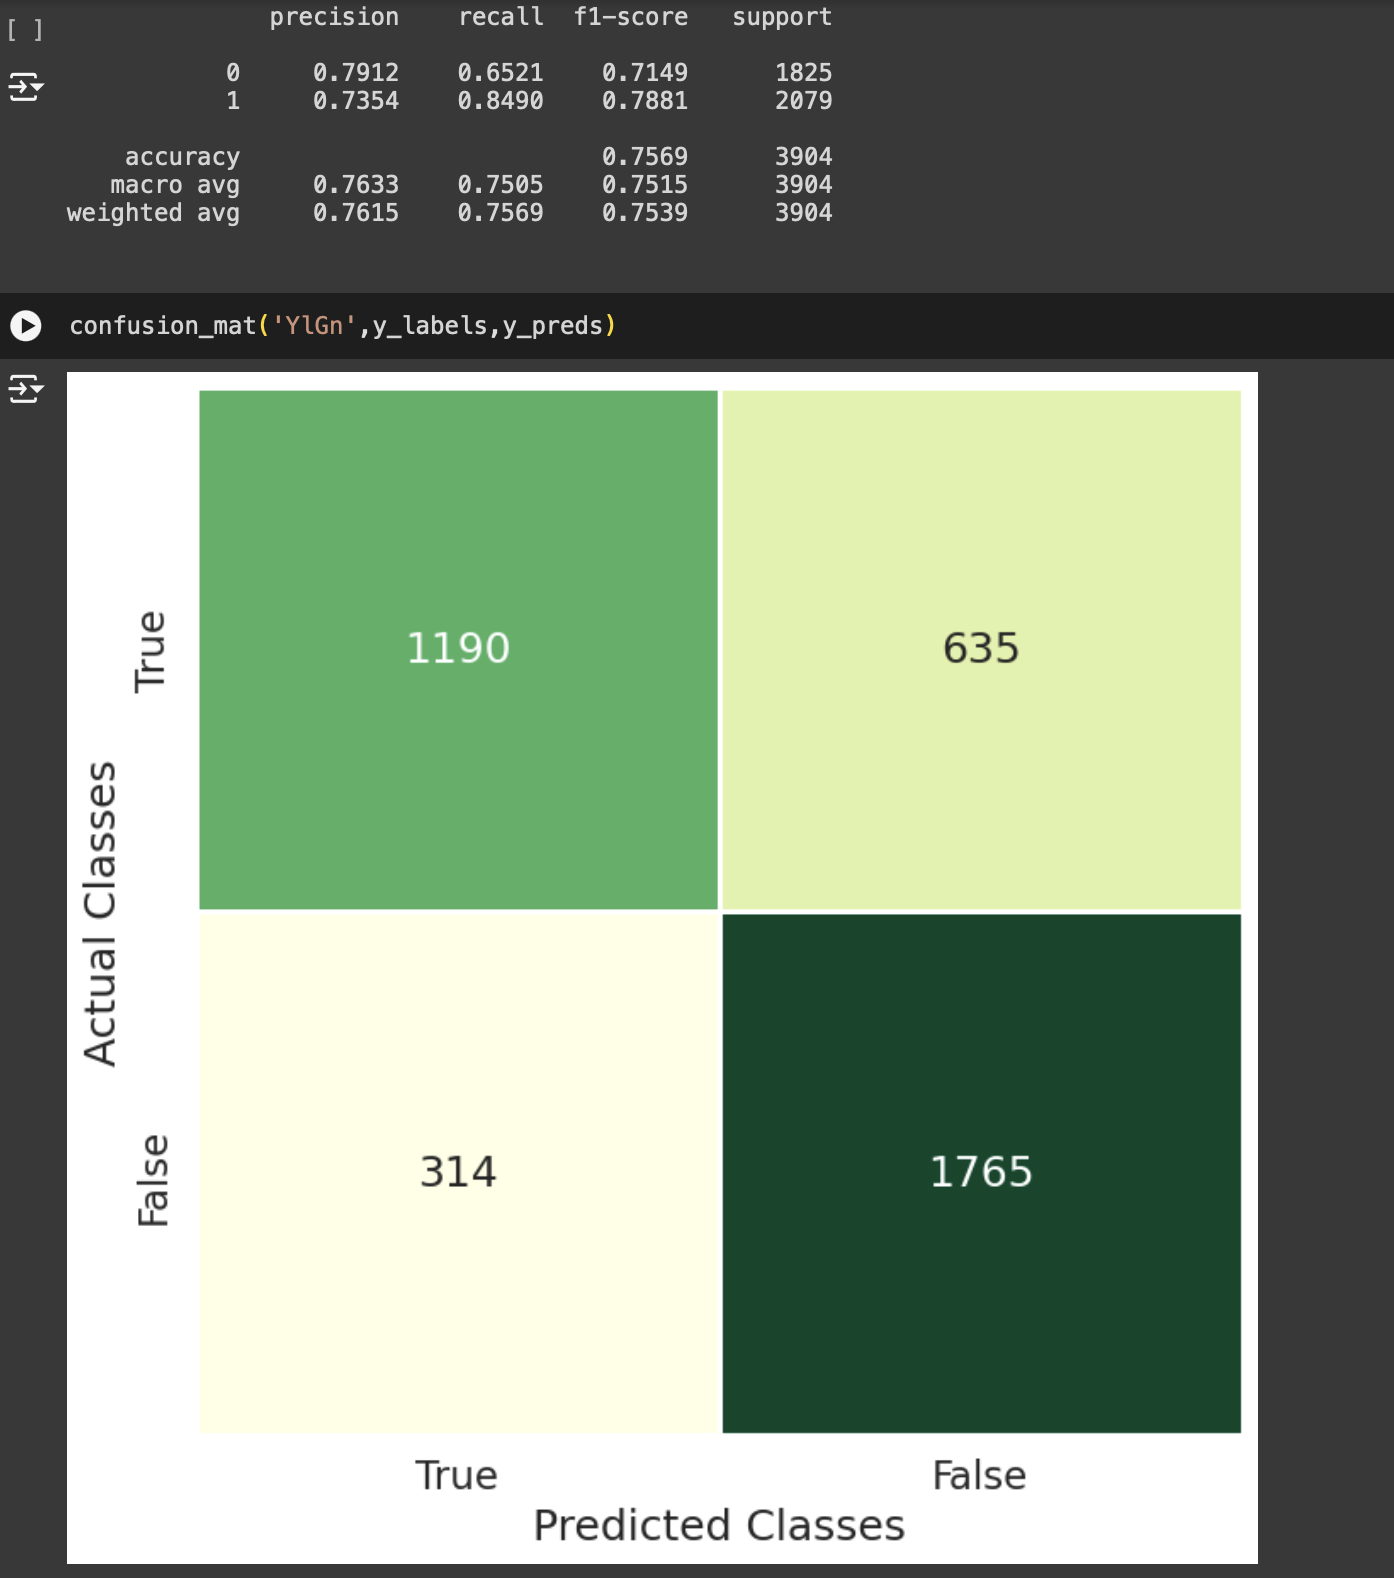 [ ]
precision recall f1-score support
0 0.7912 0.6521 0.7149 1825
1 0.7354 0.8490 0.7881 2079
accuracy 0.7569 3904
macro avg 0.7633 0.7505 0.7515 3904
weighted avg 0.7615 0.7569 0.7539 3904
confusion_mat('YlGn',y_labels,y_preds)
Actual Classes
True
1190 635
False
314 1765
True False
Predicted Classes